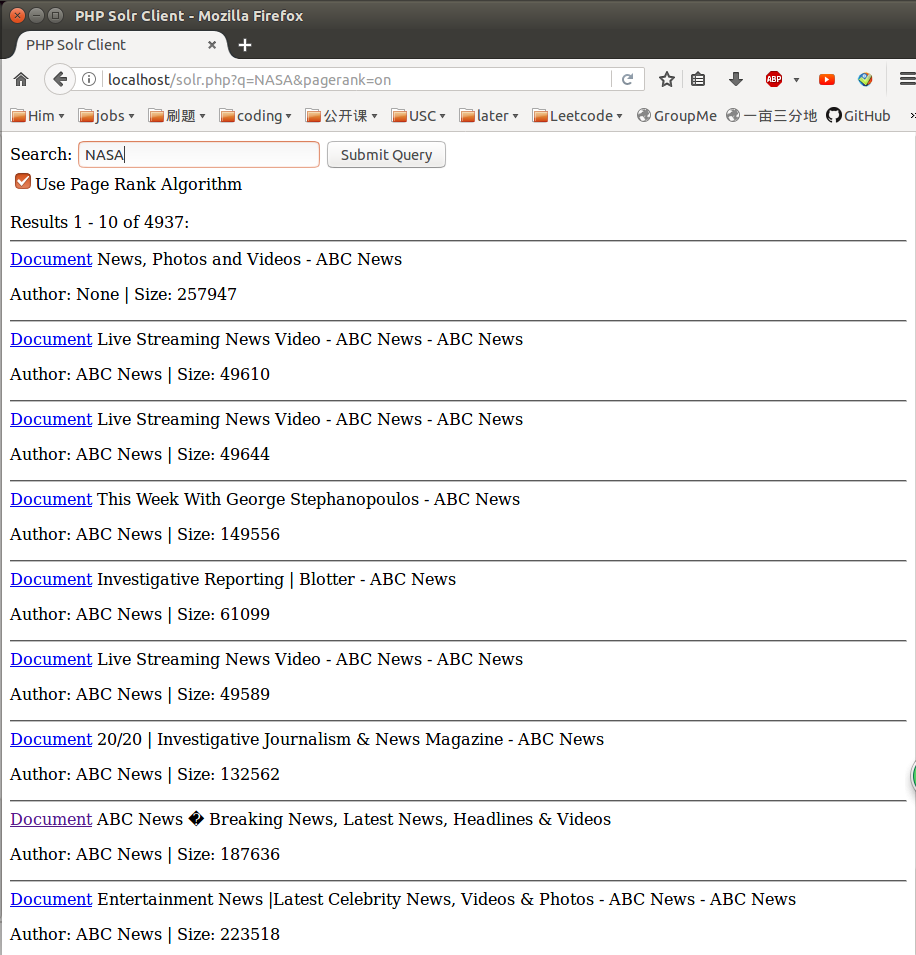 PHP Solr Client - Mozilla Firefox
PHP Solr Client
localhost/solr.php?q=NASA&pagerank=on
ABP
Him jobs 刷题 coding 公开课 USC later Leetcode GroupMe 一亩三分地 GitHub
Search: NASA Submit Query
Use Page Rank Algorithm
Results 1 - 10 of 4937:
Document News, Photos and Videos - ABC News
Author: None | Size: 257947
Document Live Streaming News Video - ABC News - ABC News
Author: ABC News | Size: 49610
Document Live Streaming News Video - ABC News - ABC News
Author: ABC News | Size: 49644
Document This Week With George Stephanopoulos - ABC News
Author: ABC News | Size: 149556
Document Investigative Reporting | Blotter - ABC News
Author: ABC News | Size: 61099
Document Live Streaming News Video - ABC News - ABC News
Author: ABC News | Size: 49589
Document 20/20 | Investigative Journalism & News Magazine - ABC News
Author: ABC News | Size: 132562
Document ABC News � Breaking News, Latest News, Headlines & Videos
Author: ABC News | Size: 187636
Document Entertainment News |Latest Celebrity News, Videos & Photos - ABC News - ABC News
Author: ABC News | Size: 223518